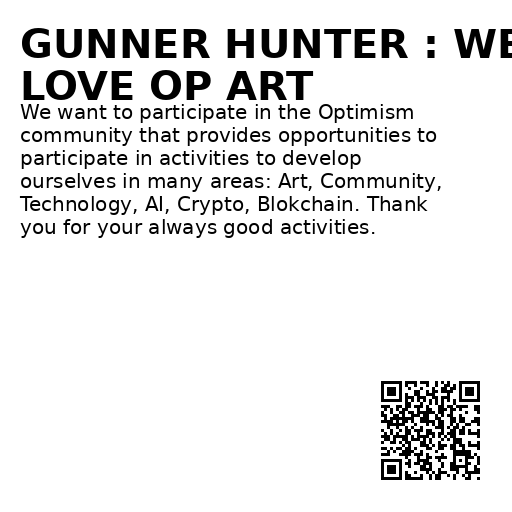 GUNNER HUNTER : WE
LOVE OP ART
We want to participate in the Optimism
community that provides opportunities to
participate in activities to develop
ourselves in many areas: Art, Community,
Technology, AI, Crypto, Blokchain. Thank
you for your always good activities.